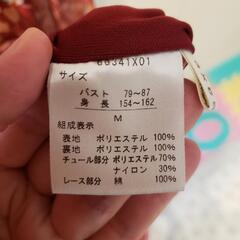 66341X01
サイズ
バスト 79~87
身長 154~162
M
組成表示
表地 ポリエステル 100%
裏地 ポリエステル 100%
チュール部分 ポリエステル 70%
ナイロン 30%
レース部分 綿 100%